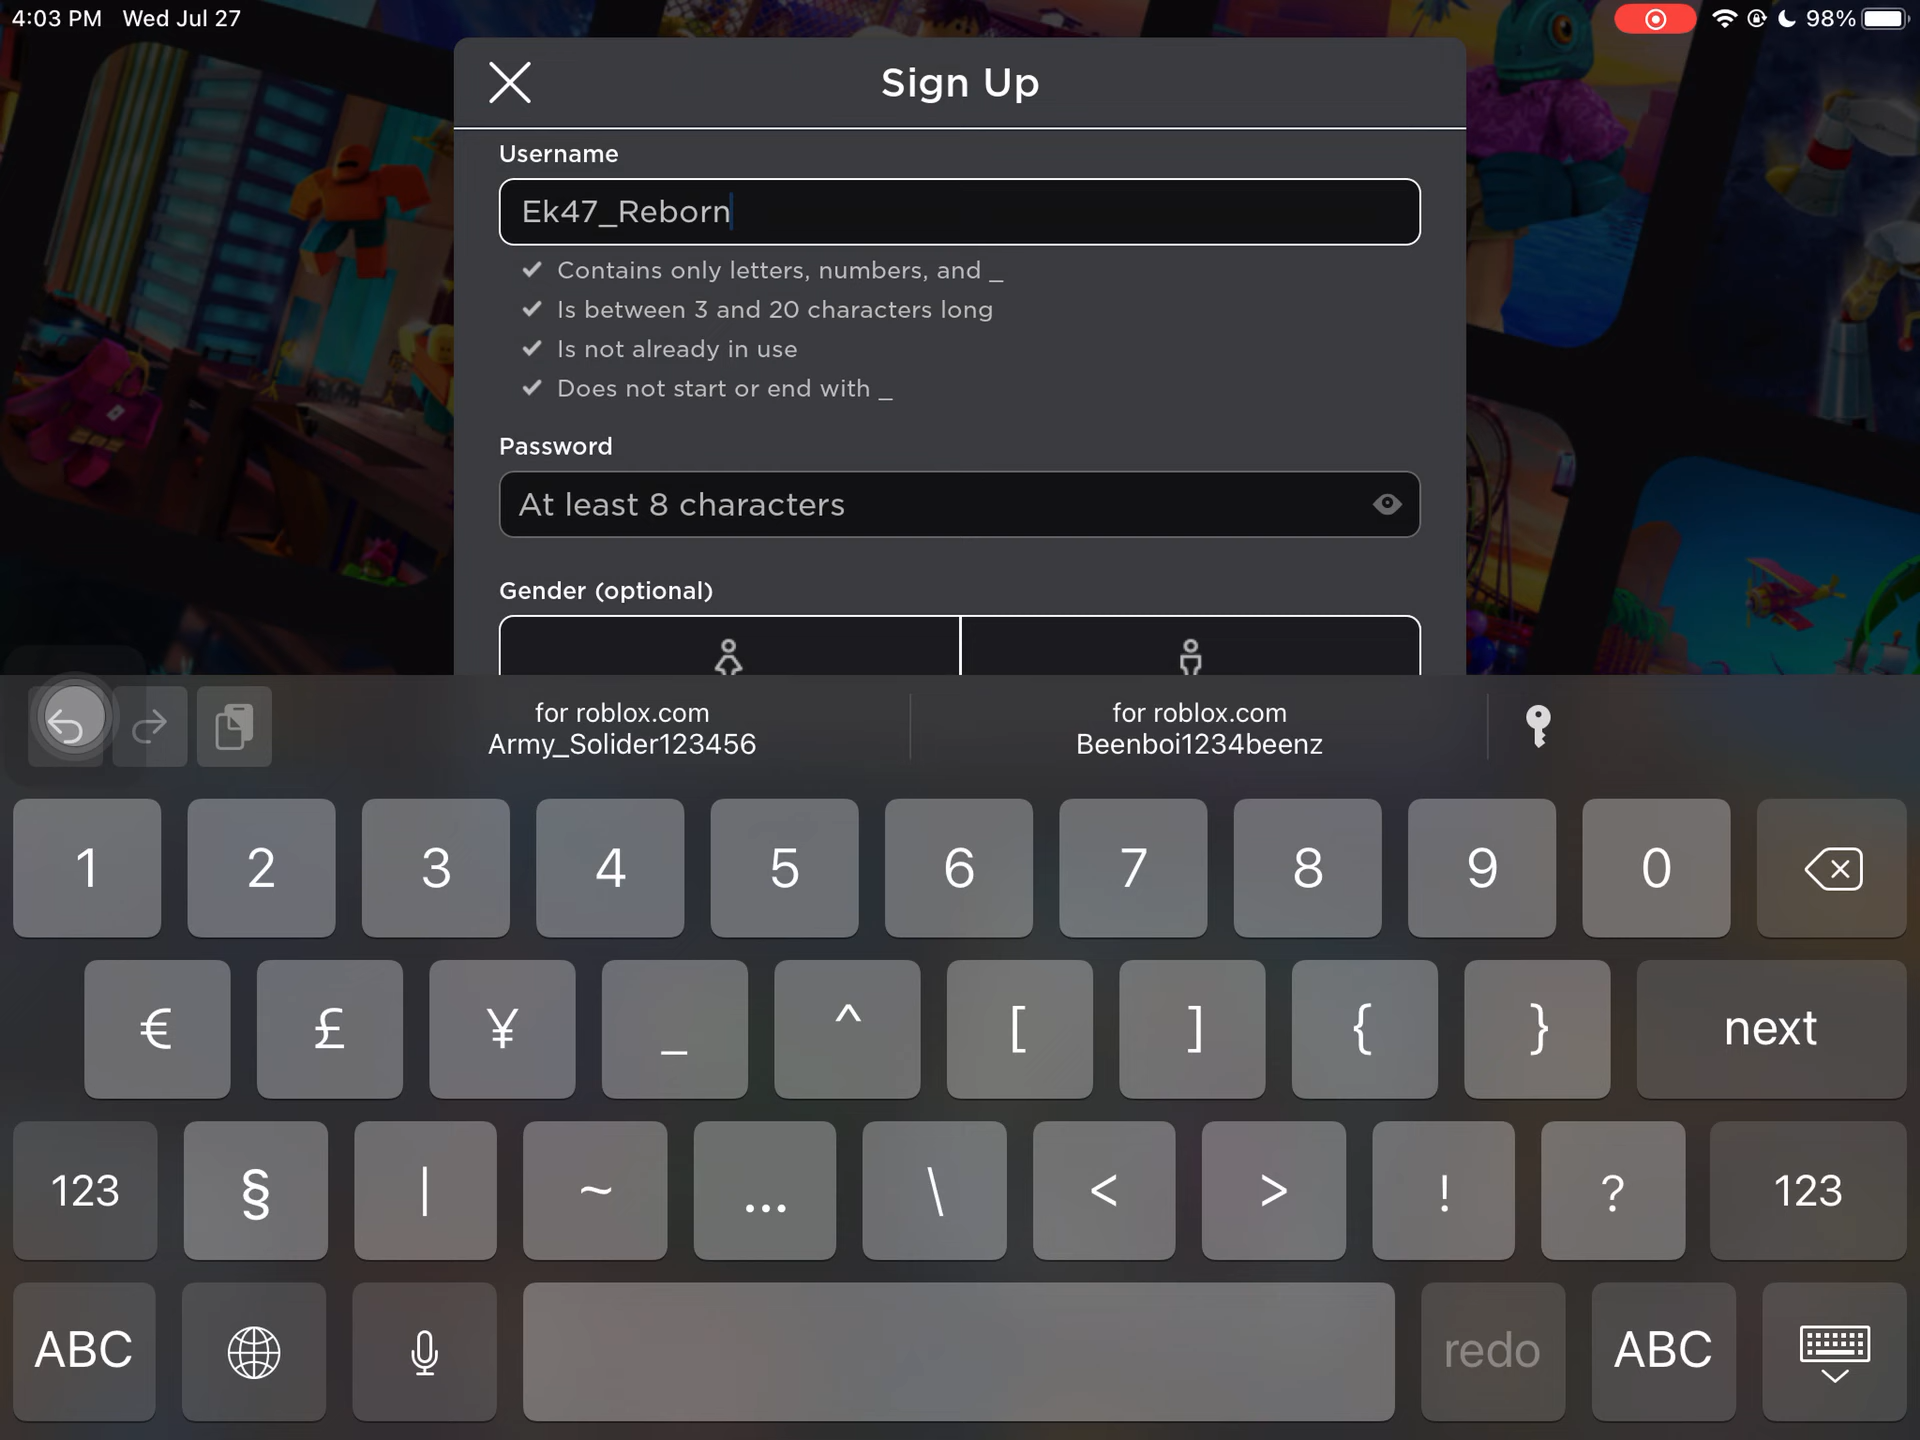 4:03 PM Wed Jul 27
98%
Sign Up
Username
Ek47_Reborn
Contains only letters, numbers, and _
Is between 3 and 20 characters long
Is not already in use
Does not start or end with _
Password
At least 8 characters
Gender (optional)
for roblox.com
Army_Solider123456
for roblox.com
Beenboi1234beenz
1 2 3 4 5 6 7 8 9 0
€ £ ¥ _ ^ [ ] { } next
123 § | ~ ... \ < > ! ? 123
ABC redo ABC